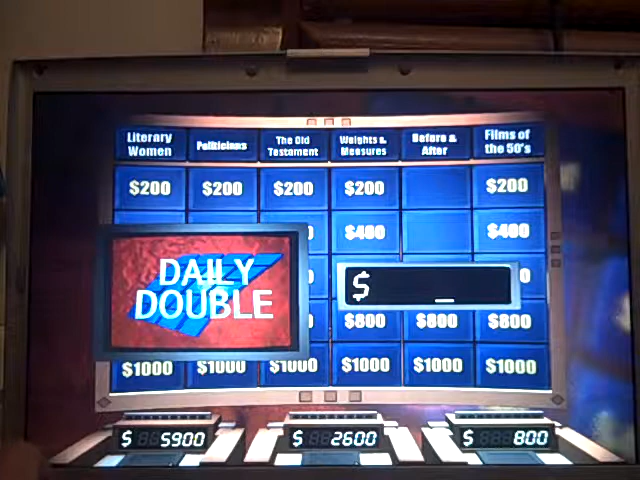 Literary Women
Politicians
The Old Testament
Weights & Measures
Before & After
Films of the 50's
$200 $200 $200 $200 $200
$400 $400
DAILY DOUBLE
$
$800 $800 $800
$1000 $1000 $1000 $1000 $1000 $1000
$ 5900 $ 2600 $ 800